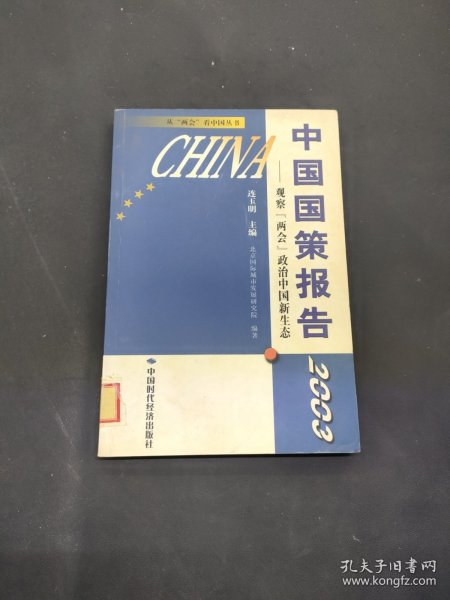 从“两会”看中国丛书
CHINA
中国国策报告
——观察「两会」政治中国新生态
2003
连玉明 主编
北京国际城市发展研究院 编著
中国时代经济出版社
孔夫子旧书网
www.kongfz.com